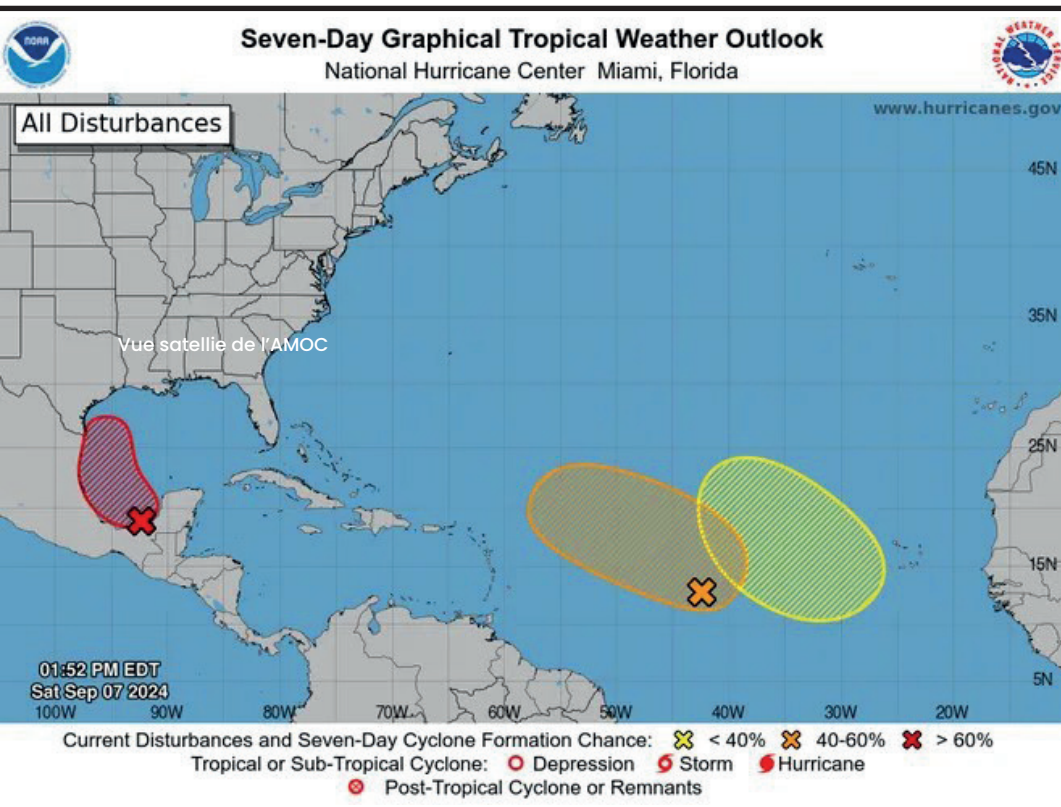 NOAA
Seven-Day Graphical Tropical Weather Outlook
National Hurricane Center Miami, Florida
www.hurricanes.gov
All Disturbances
45N
35N
Vue satellie de l'AMOC
25N
15N
01:52 PM EDT
Sat Sep 07 2024
5N
100W 90W 80W 70W 60W 50W 40W 30W 20W
Current Disturbances and Seven-Day Cyclone Formation Chance: < 40% 40-60% > 60%
Tropical or Sub-Tropical Cyclone: Depression Storm Hurricane
Post-Tropical Cyclone or Remnants